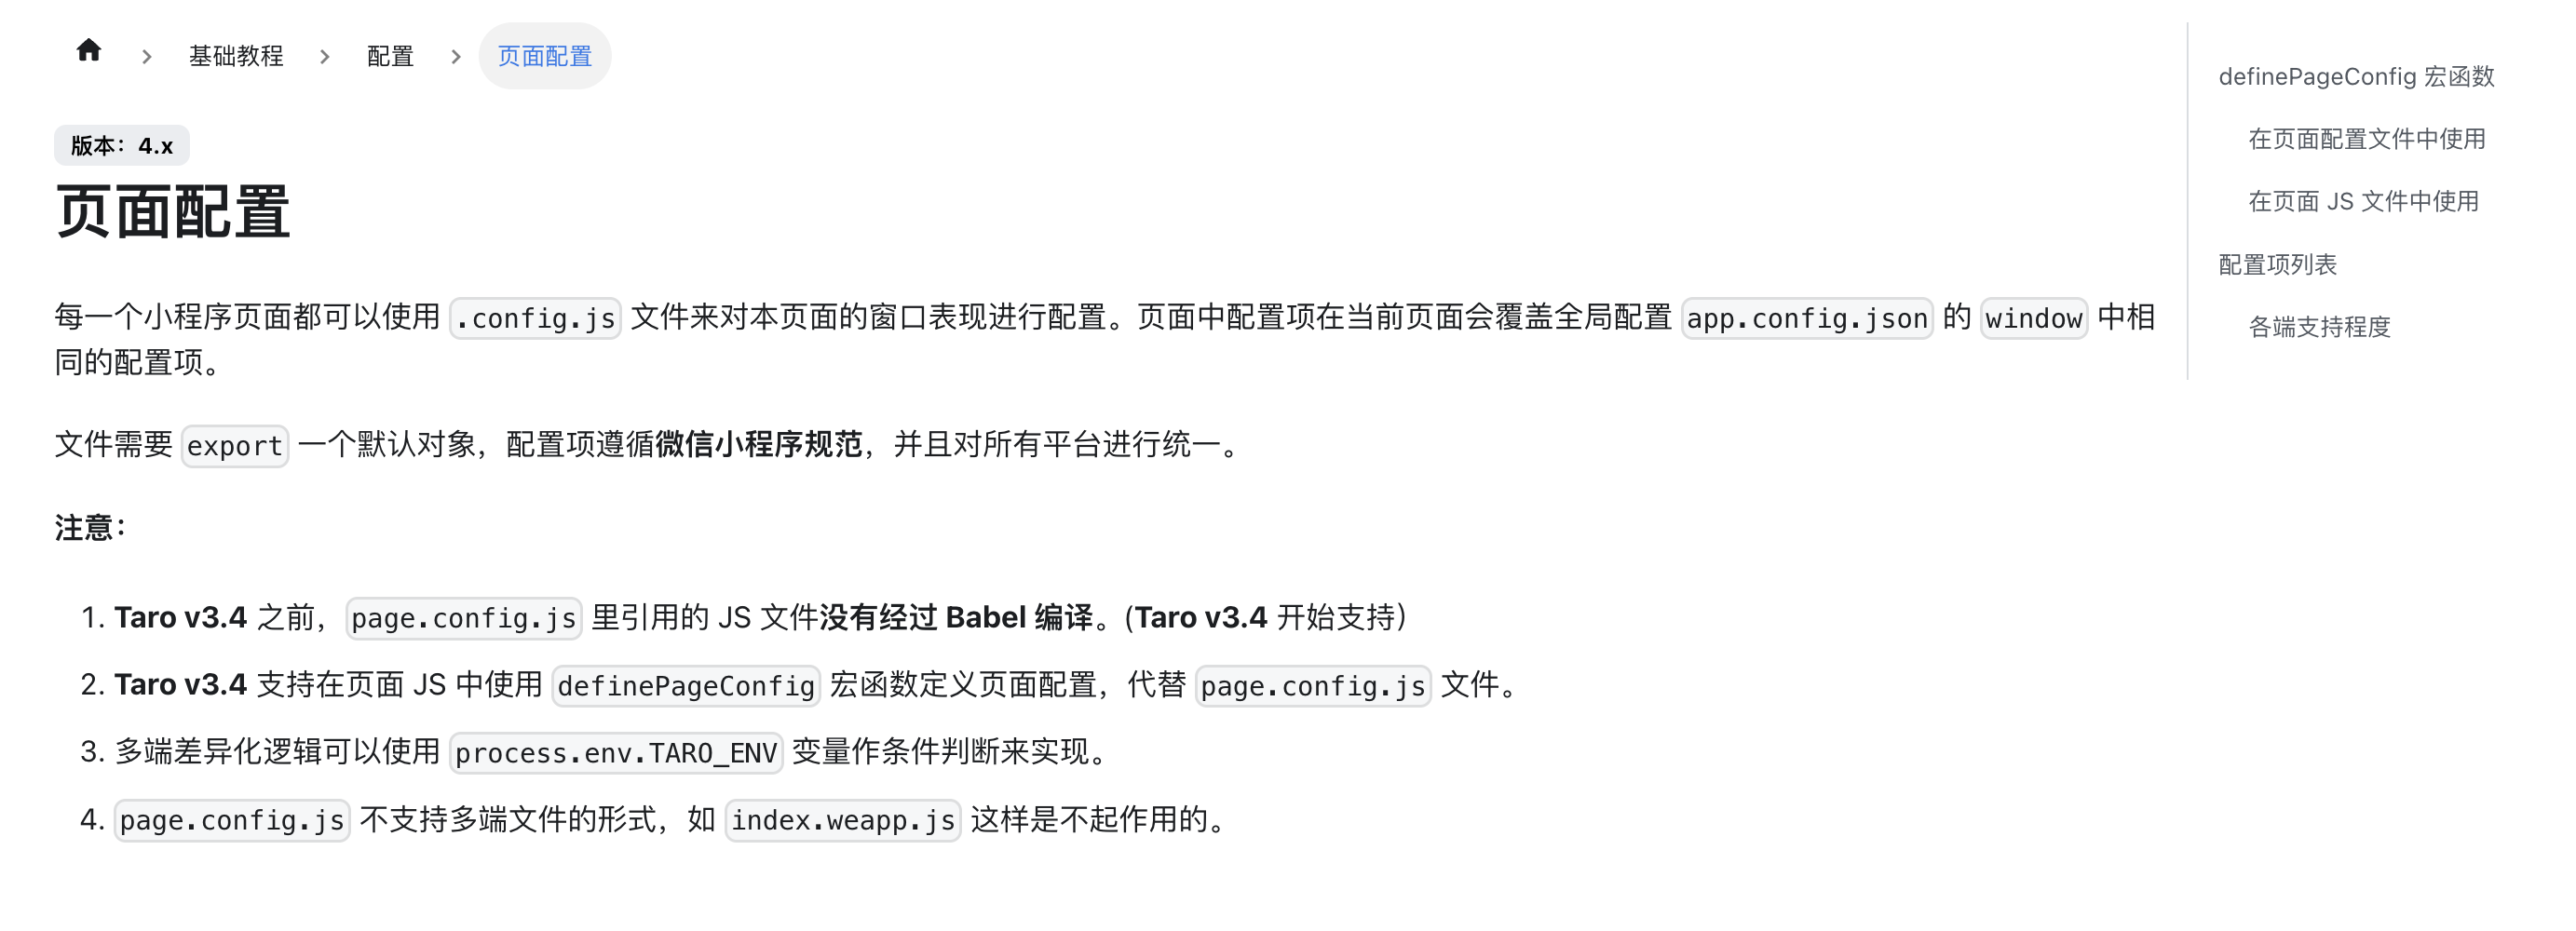 基础教程 配置 页面配置
版本：4.x
页面配置
每一个小程序页面都可以使用 .config.js 文件来对本页面的窗口表现进行配置。页面中配置项在当前页面会覆盖全局配置 app.config.json 的 window 中相
同的配置项。
文件需要 export 一个默认对象，配置项遵循微信小程序规范，并且对所有平台进行统一。
注意：
1. Taro v3.4 之前，page.config.js 里引用的 JS 文件没有经过 Babel 编译。(Taro v3.4 开始支持）
2. Taro v3.4 支持在页面 JS 中使用 definePageConfig 宏函数定义页面配置，代替 page.config.js 文件。
3. 多端差异化逻辑可以使用 process.env.TARO_ENV 变量作条件判断来实现。
4. page.config.js 不支持多端文件的形式，如 index.weapp.js 这样是不起作用的。
definePageConfig 宏函数
在页面配置文件中使用
在页面 JS 文件中使用
配置项列表
各端支持程度